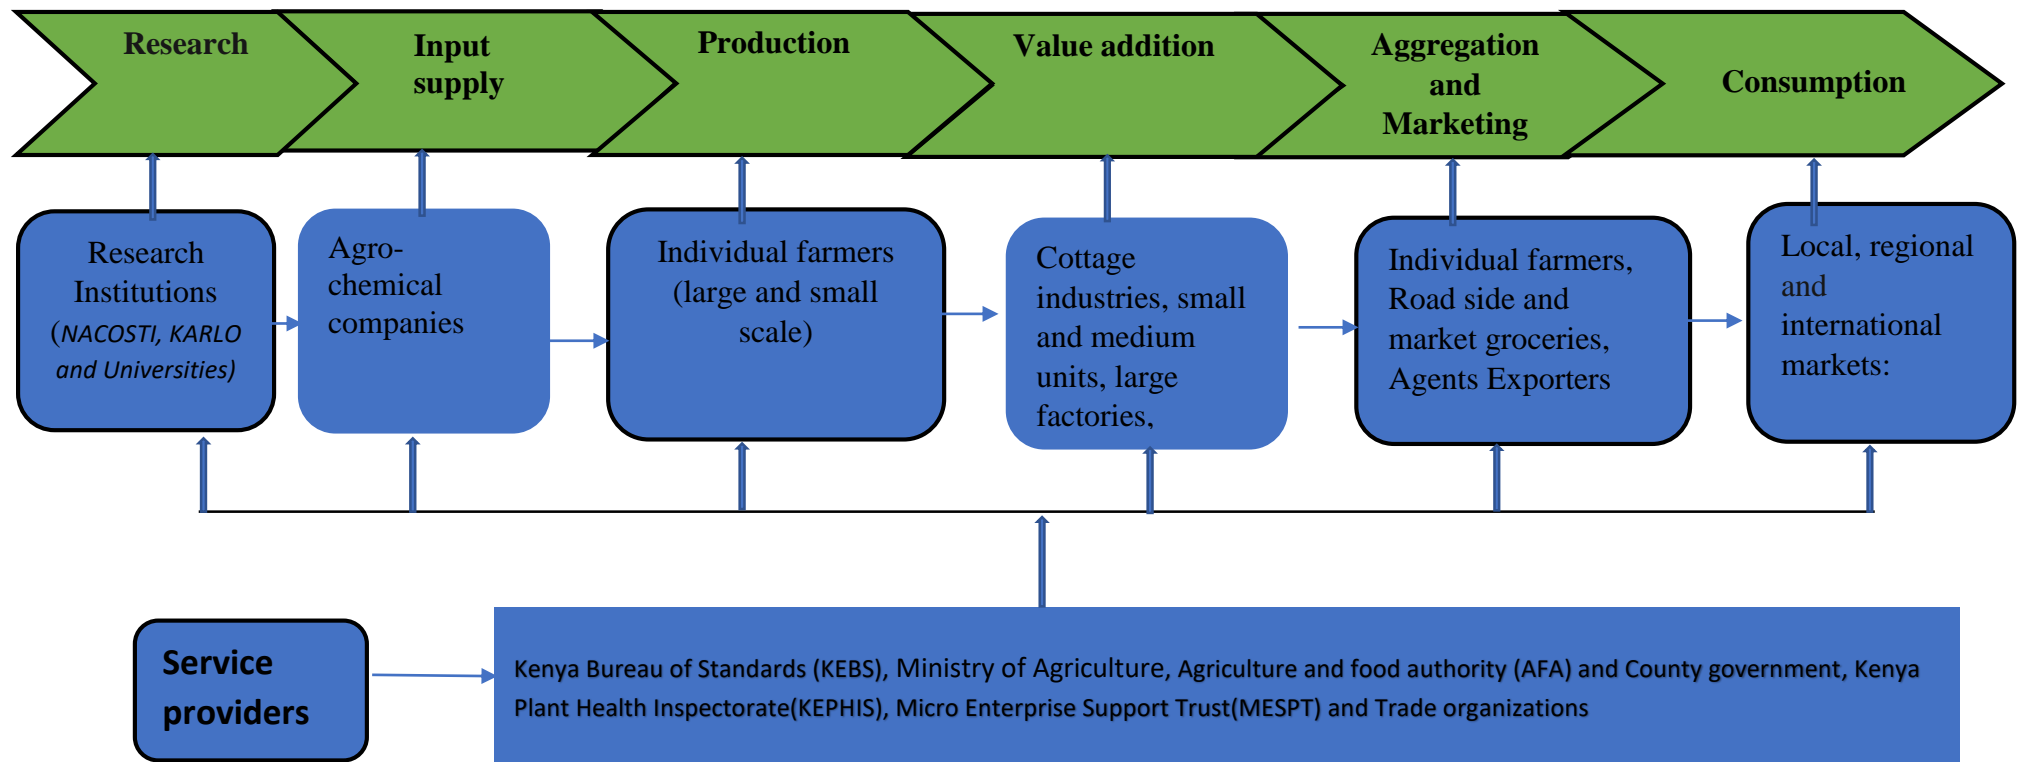 Research
Input
supply
Production
Value addition
Aggregation
and
Marketing
Consumption
Research
Institutions
(NACOSTI, KARLO
and Universities)
Agro-
chemical
companies
Individual farmers
(large and small
scale)
Cottage
industries, small
and medium
units, large
factories,
Individual farmers,
Road side and
market groceries,
Agents Exporters
Local, regional
and
international
markets:
Service
providers
Kenya Bureau of Standards (KEBS), Ministry of Agriculture, Agriculture and food authority (AFA) and County government, Kenya
Plant Health Inspectorate(KEPHIS), Micro Enterprise Support Trust(MESPT) and Trade organizations